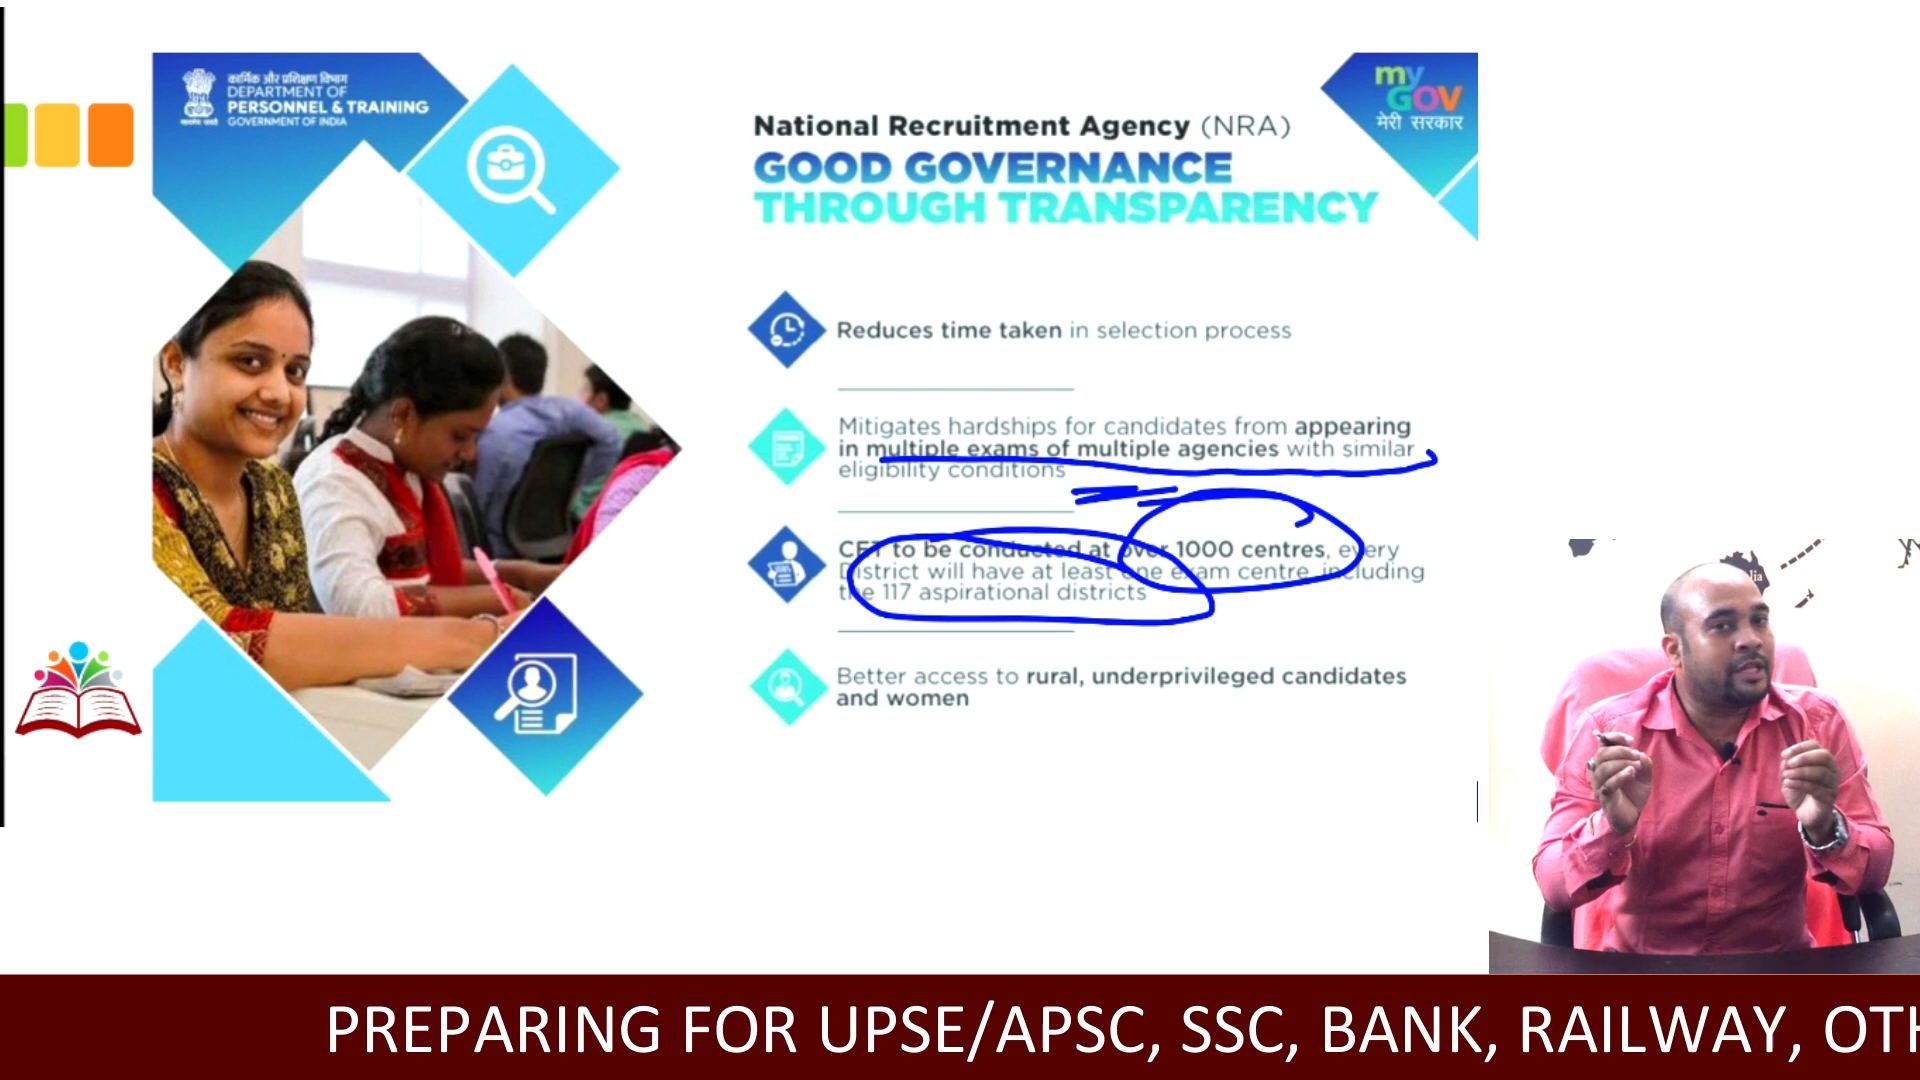 कार्मिक और प्रशिक्षण विभाग
DEPARTMENT OF
PERSONNEL & TRAINING
GOVERNMENT OF INDIA
my
GOV
मेरी सरकार
National Recruitment Agency (NRA)
GOOD GOVERNANCE
THROUGH TRANSPARENCY
Reduces time taken in selection process
Mitigates hardships for candidates from appearing
in multiple exams of multiple agencies with similar
eligibility conditions
CET to be conducted at over 1000 centres, every
District will have at least one exam centre, including
the 117 aspirational districts
Better access to rural, underprivileged candidates
and women
PREPARING FOR UPSE/APSC, SSC, BANK, RAILWAY, OTH